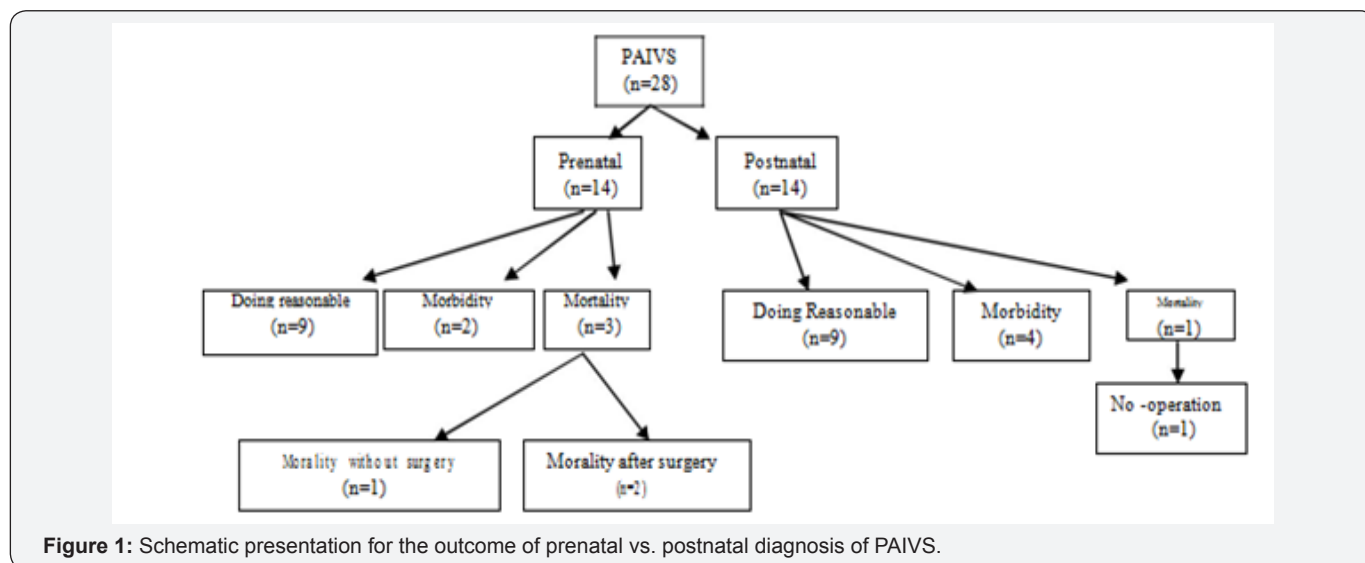 PAIVS
(n=28)
Prenatal
(n=14)
Postnatal
(n=14)
Doing reasonable
(n=9)
Morbidity
(n=2)
Mortality
(n=3)
Doing Reasonable
(n=9)
Morbidity
(n=4)
Mortality
(n=1)
No -operation
(n=1)
Morality without surgery
(n=1)
Morality after surgery
(n=2)
Figure 1: Schematic presentation for the outcome of prenatal vs. postnatal diagnosis of PAIVS.